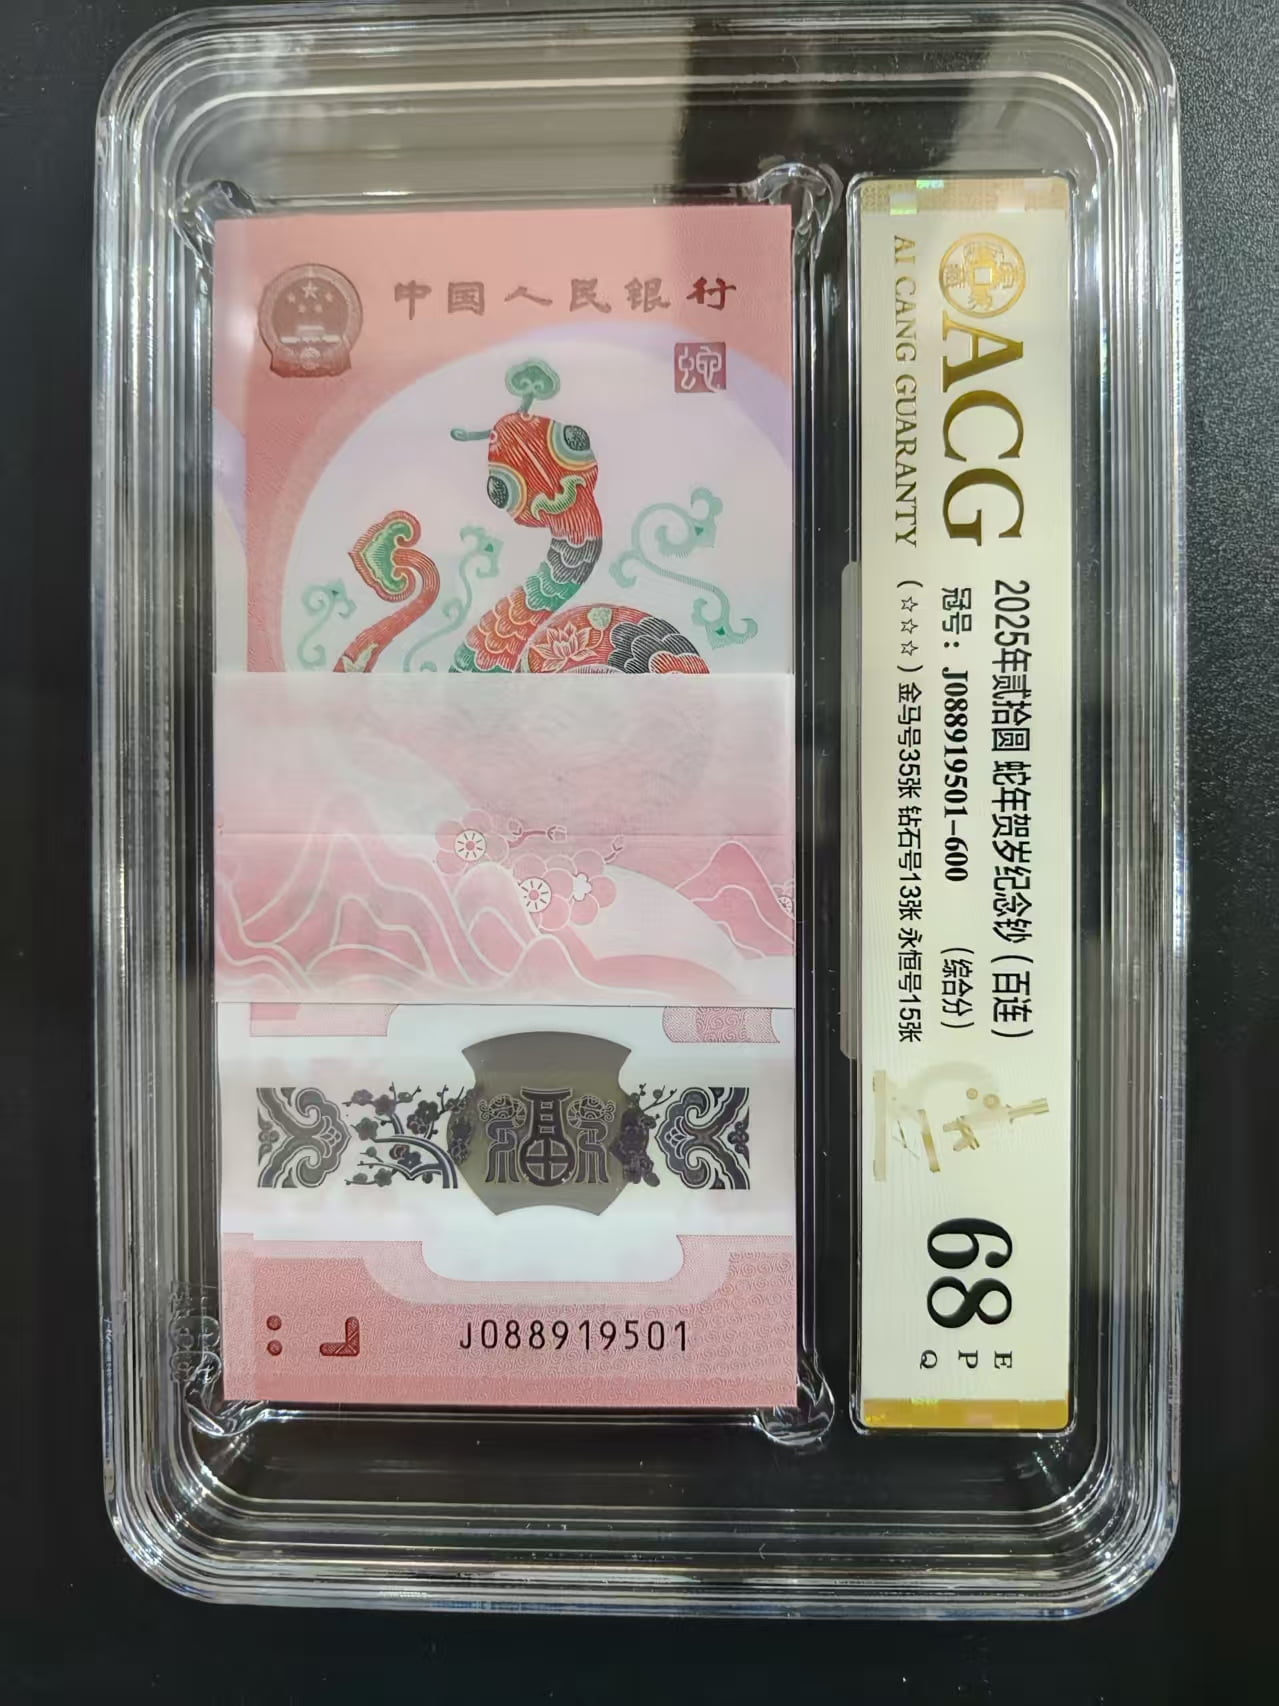 中国人民银行
蛇
J088919501
ACG
AI CANG GUARANTY
2025年贰拾圆 蛇年贺岁纪念钞（百连）
冠号：J088919501-600 （综合分）
（☆☆☆）金马号35张 钻石号13张 永恒号15张
68
E
P
Q